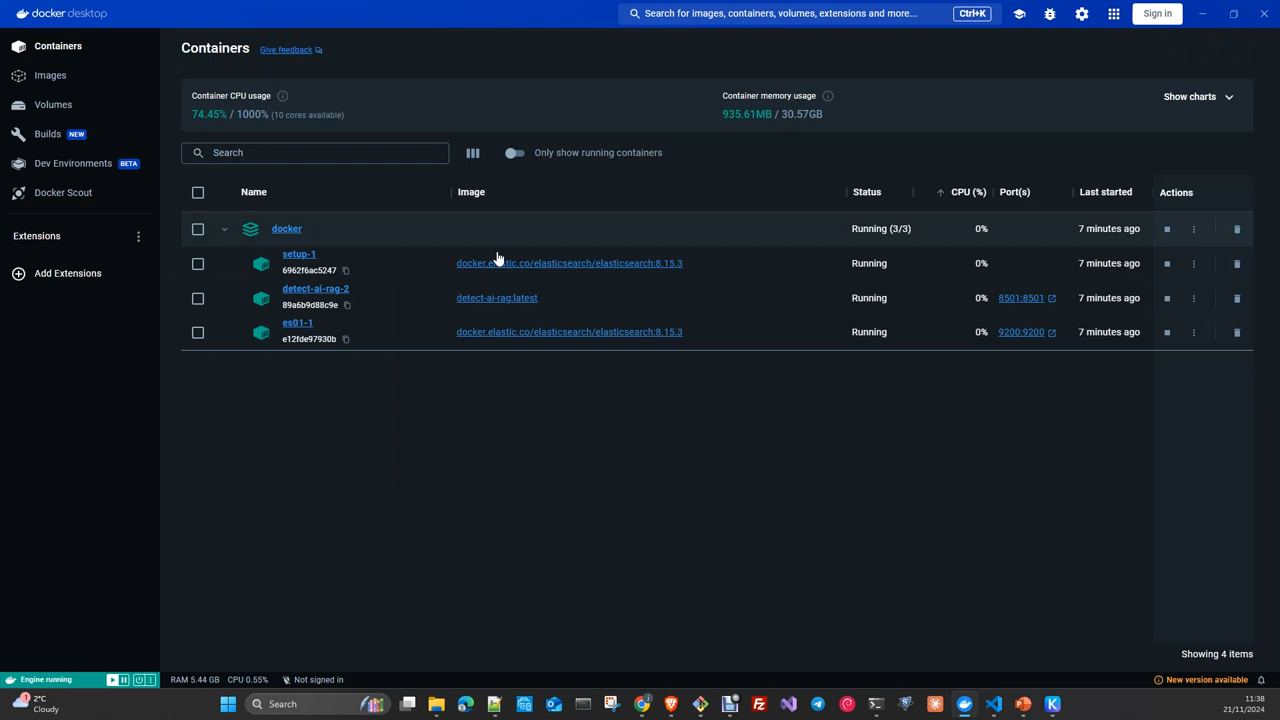 docker desktop
Search for images, containers, volumes, extensions and more... Ctrl+K
Sign in
Containers
Images
Volumes
Builds NEW
Dev Environments BETA
Docker Scout
Extensions
Add Extensions
Containers Give feedback
Container CPU usage
74.45% / 1000% (10 cores available)
Container memory usage
935.61MB / 30.57GB
Show charts
Search
Only show running containers
Name Image Status CPU (%) Port(s) Last started Actions
docker Running (3/3) 0% 7 minutes ago
setup-1
6962f6ac5247
docker.elastic.co/elasticsearch/elasticsearch:8.15.3 Running 0% 7 minutes ago
detect-ai-rag-2
89a6b9d88c9e
detect-ai-rag:latest Running 0% 8501:8501 7 minutes ago
es01-1
e12fde97930b
docker.elastic.co/elasticsearch/elasticsearch:8.15.3 Running 0% 9200:9200 7 minutes ago
Showing 4 items
Engine running
RAM 5.44 GB CPU 0.55% Not signed in
New version available
1
2°C
Cloudy
Search
11:38
21/11/2024